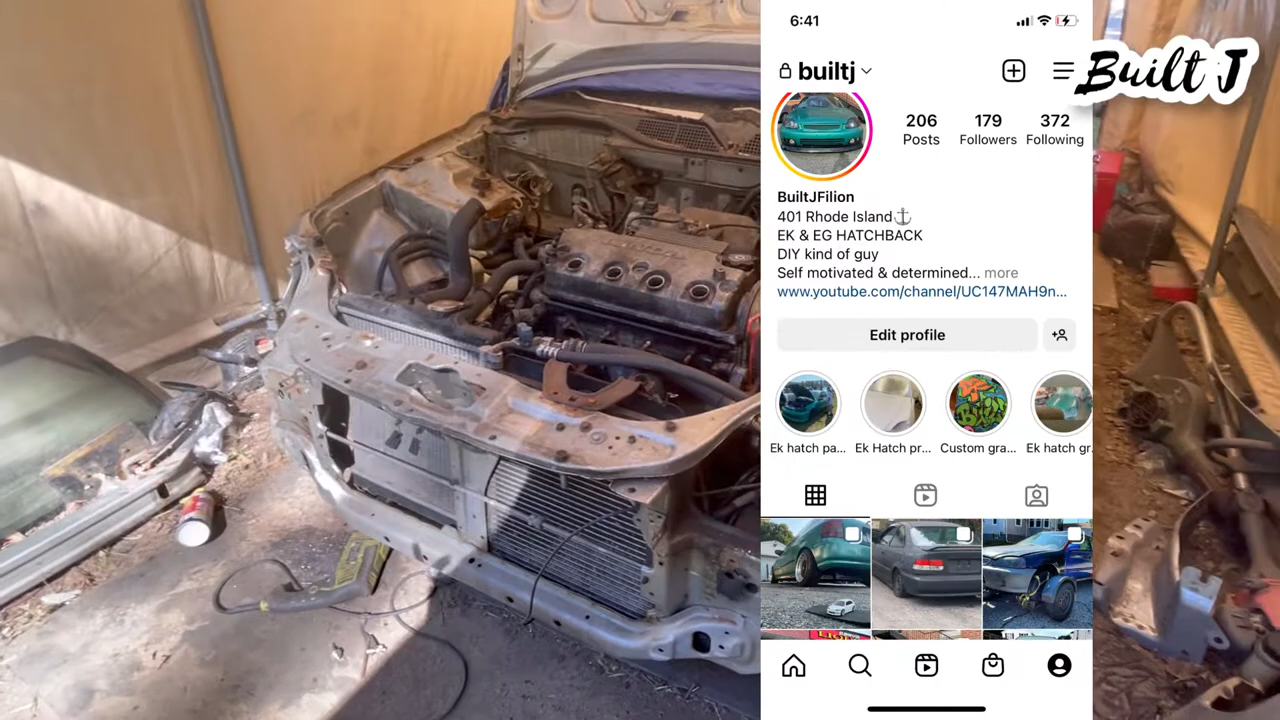 6:41
builtj
Built J
206
179
372
Posts
Followers
Following
BuiltJFilion
401 Rhode Island⚓
EK & EG HATCHBACK
DIY kind of guy
Self motivated & determined... more
www.youtube.com/channel/UC147MAH9n...
Edit profile
Ek hatch pa...
Ek Hatch pr...
Custom gra...
Ek hatch gr.